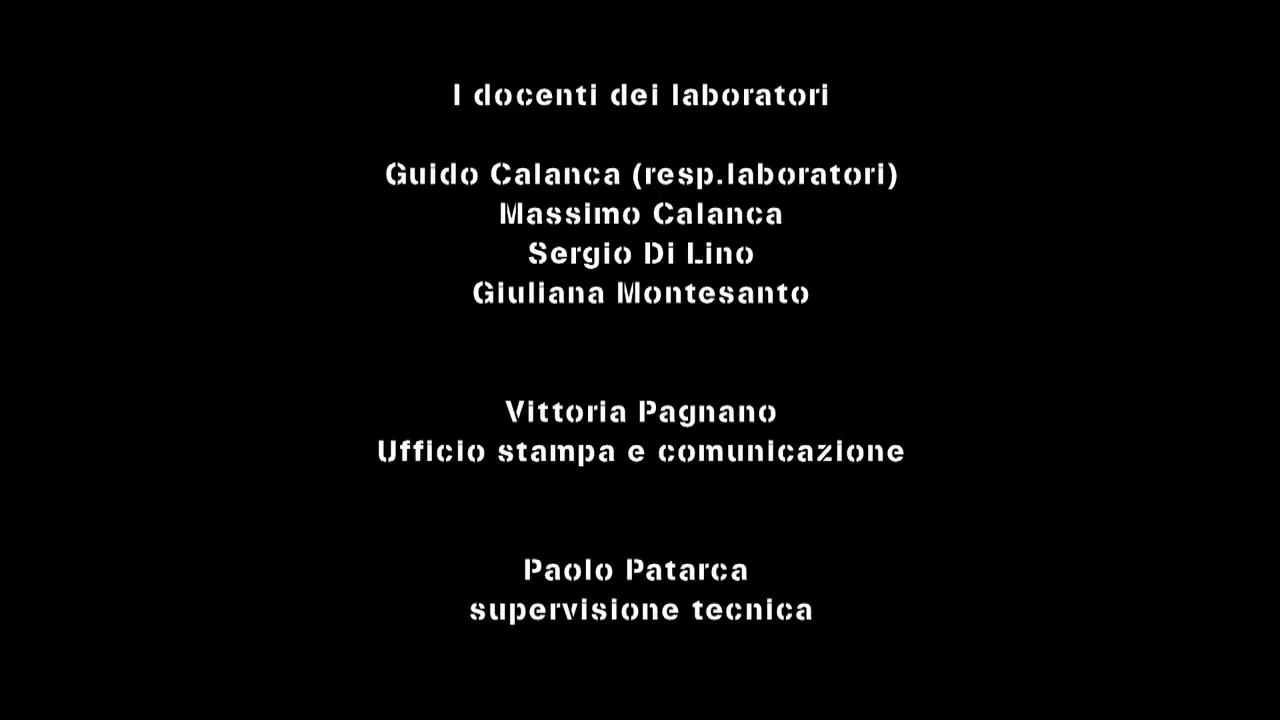 I docenti dei laboratori
Guido Calanca (resp.laboratori)
Massimo Calanca
Sergio Di Lino
Giuliana Montesanto
Vittoria Pagnano
Ufficio stampa e comunicazione
Paolo Patarca
supervisione tecnica